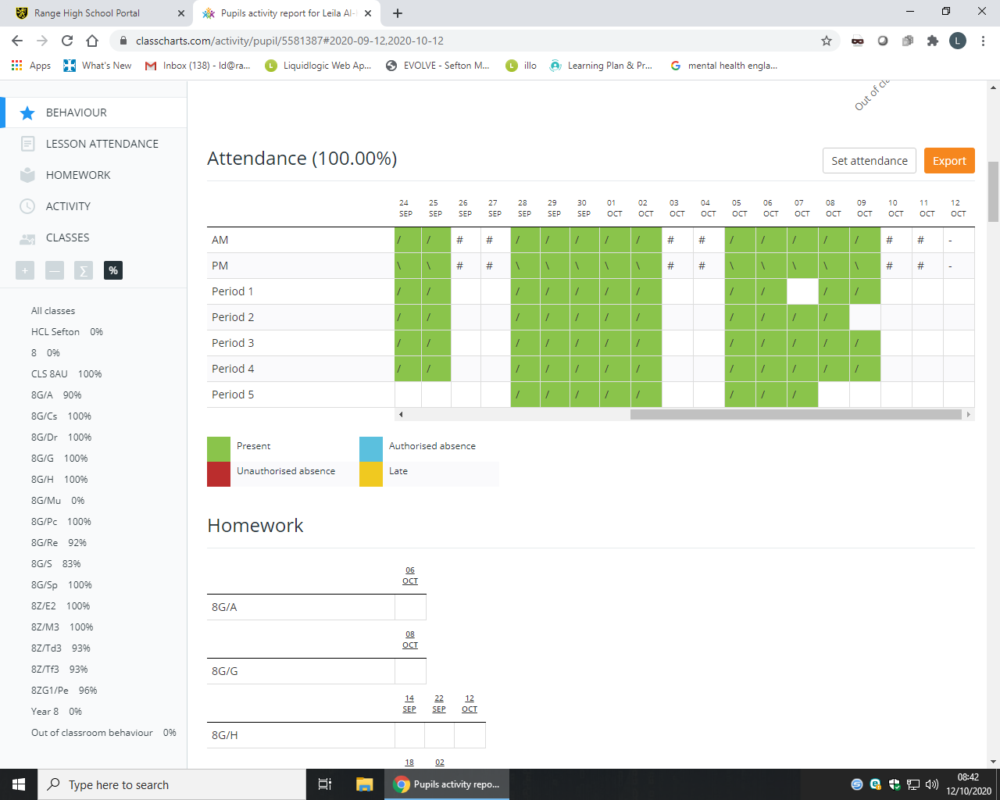 Range High School Portal
Pupils activity report for Leila Al-
classcharts.com/activity/pupil/5581387#2020-09-12,2020-10-12
L
Apps What's New Inbox (138) - ld@ra... Liquidlogic Web Ap... EVOLVE - Sefton M... illo Learning Plan & Pr... mental health engla...
BEHAVIOUR
LESSON ATTENDANCE
HOMEWORK
ACTIVITY
CLASSES
+ — ∑ %
All classes
HCL Sefton 0%
8 0%
CLS 8AU 100%
8G/A 90%
8G/Cs 100%
8G/Dr 100%
8G/G 100%
8G/H 100%
8G/Mu 0%
8G/Pc 100%
8G/Re 92%
8G/S 83%
8G/Sp 100%
8Z/E2 100%
8Z/M3 100%
8Z/Td3 93%
8Z/Tf3 93%
8ZG1/Pe 96%
Year 8 0%
Out of classroom behaviour 0%
Out of cla
Attendance (100.00%)
Set attendance Export
24 25 26 27 28 29 30 01 02 03 04 05 06 07 08 09 10 11 12
SEP SEP SEP SEP SEP SEP SEP OCT OCT OCT OCT OCT OCT OCT OCT OCT OCT OCT OCT
AM / / # # / / / / / # # / / / / / # # -
PM \ \ # # \ \ \ \ \ # # \ \ \ \ \ # # -
Period 1 / / / / / / / / / / /
Period 2 / / / / / / / / / / /
Period 3 / / / / / / / / / / / /
Period 4 / / / / / / / / / / / /
Period 5 / / / / / / / /
Present Authorised absence
Unauthorised absence Late
Homework
06
OCT
8G/A
08
OCT
8G/G
14 22 12
SEP SEP OCT
8G/H
18 02
Type here to search
Pupils activity repo...
08:42
12/10/2020